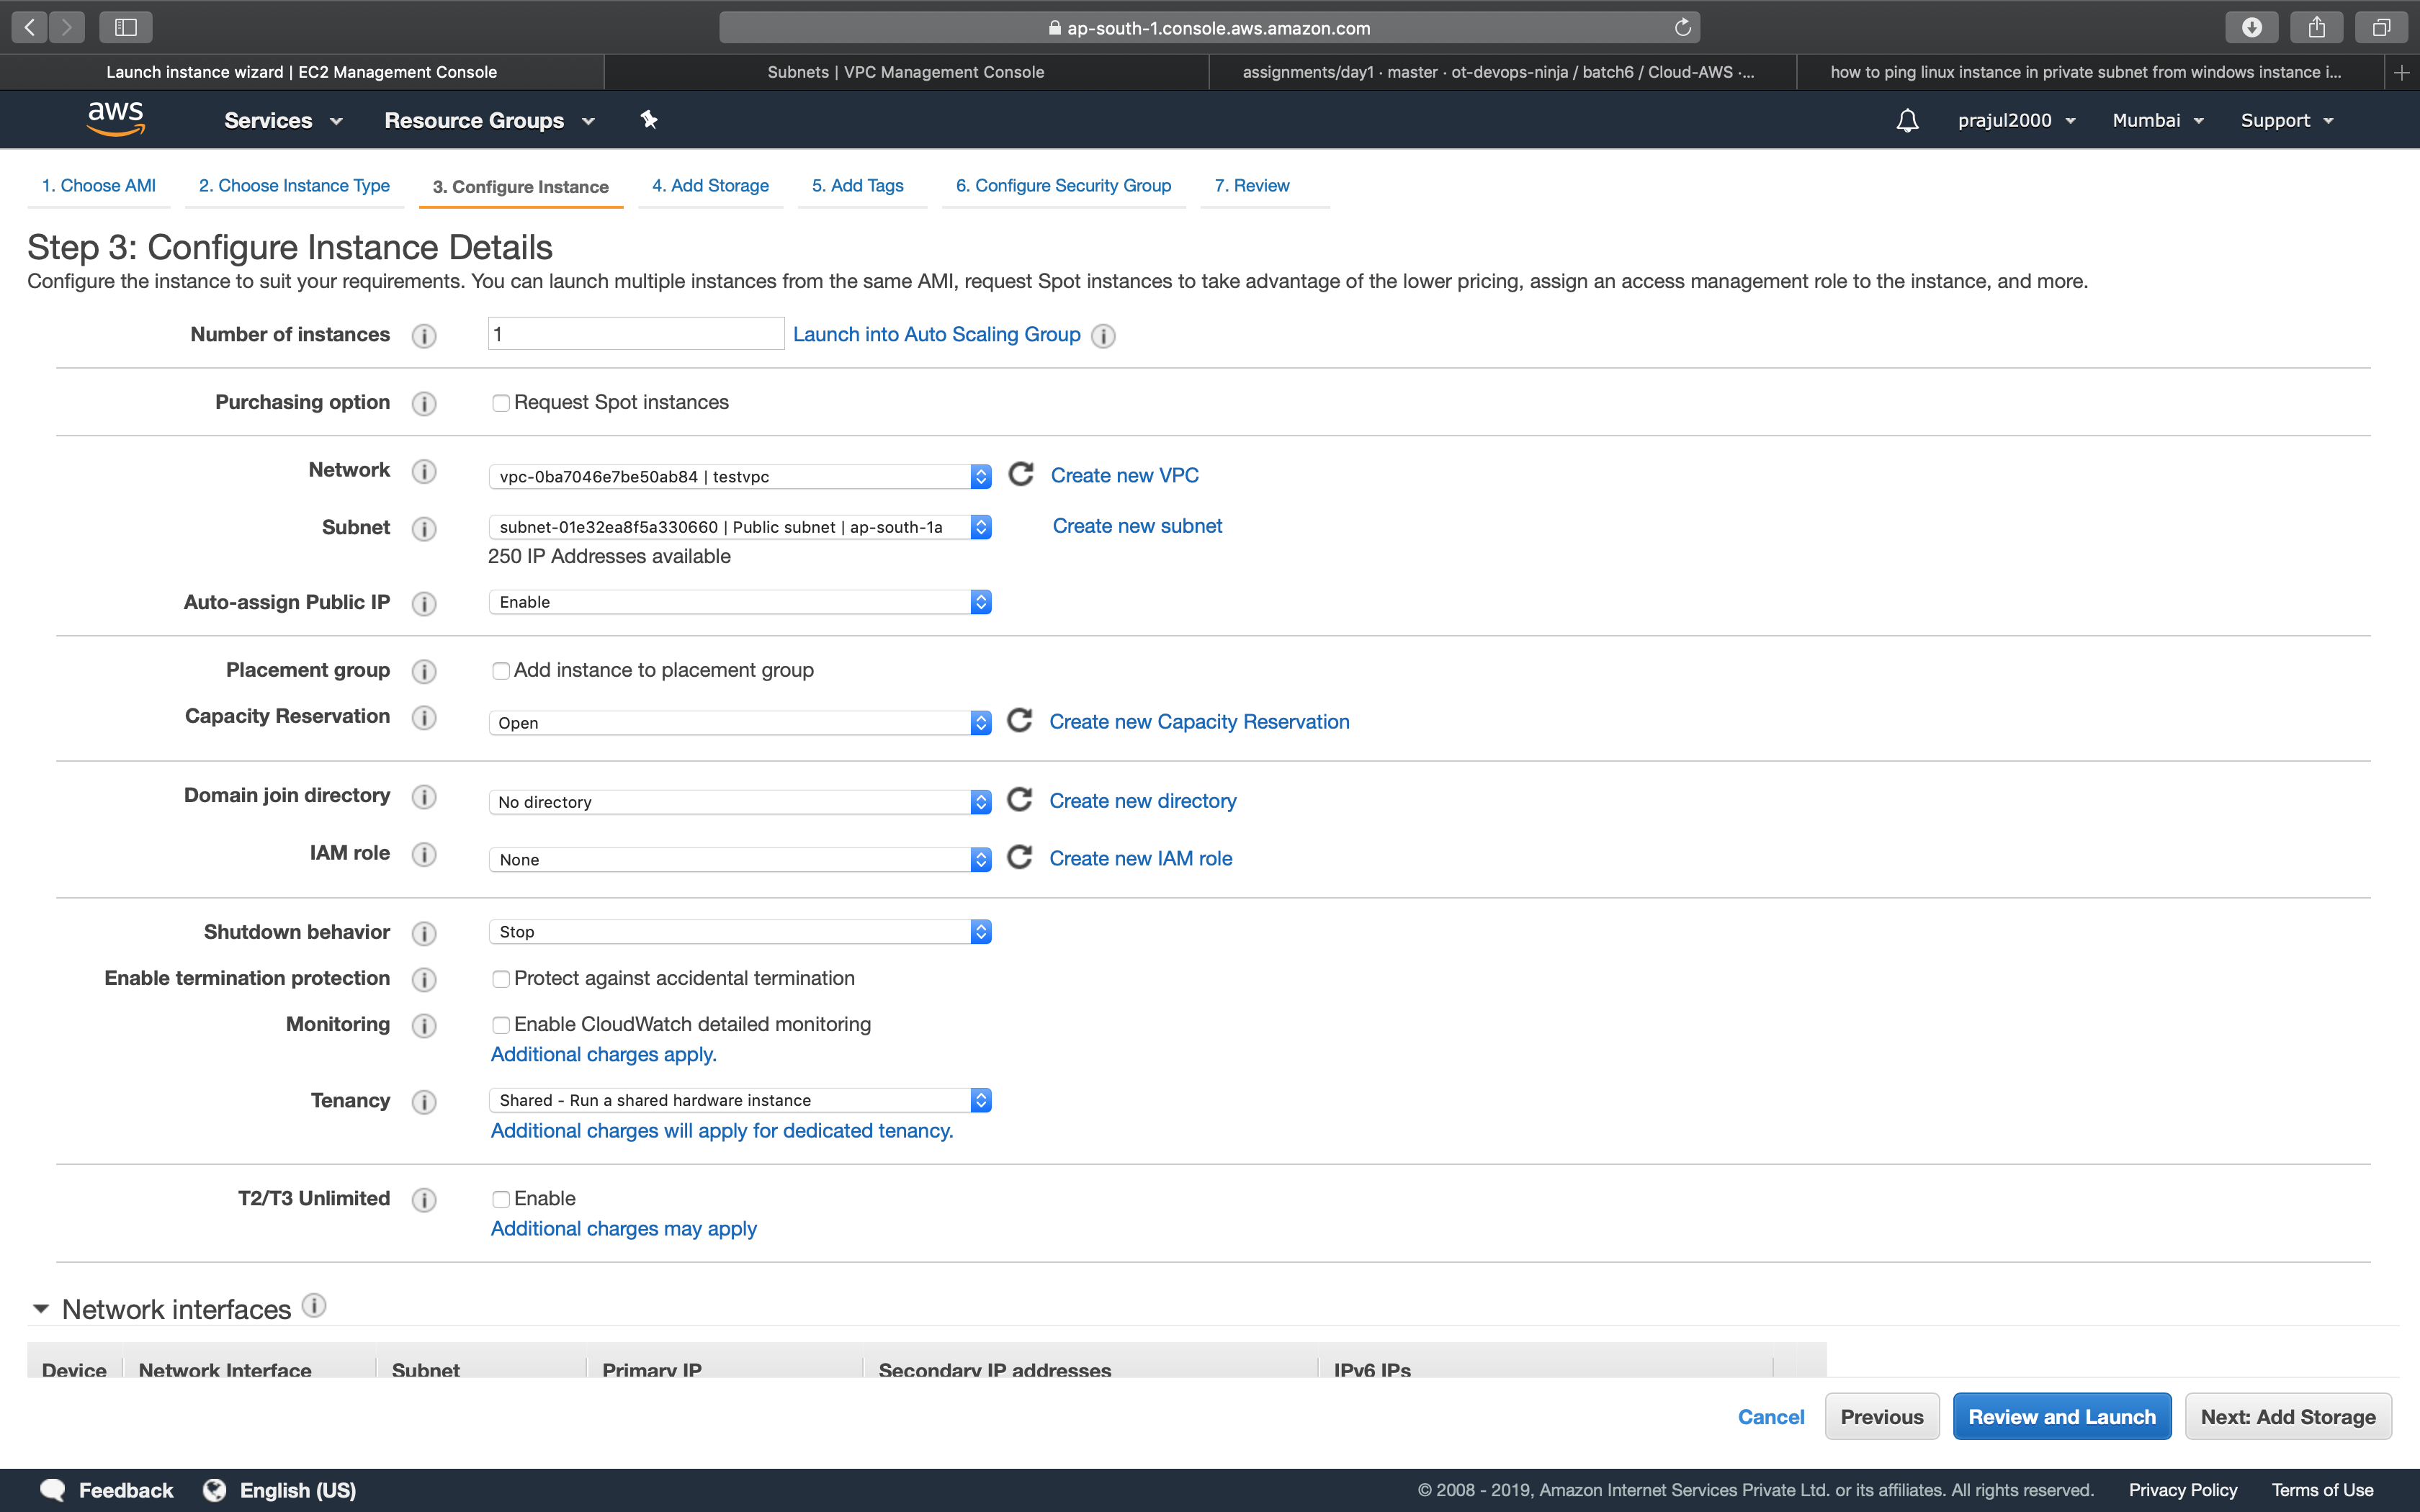 ap-south-1.console.aws.amazon.com
Launch instance wizard | EC2 Management Console
Subnets | VPC Management Console
assignments/day1 · master · ot-devops-ninja / batch6 / Cloud-AWS ·...
how to ping linux instance in private subnet from windows instance i...
aws
Services
Resource Groups
prajul2000
Mumbai
Support
1. Choose AMI
2. Choose Instance Type
3. Configure Instance
4. Add Storage
5. Add Tags
6. Configure Security Group
7. Review
Step 3: Configure Instance Details
Configure the instance to suit your requirements. You can launch multiple instances from the same AMI, request Spot instances to take advantage of the lower pricing, assign an access management role to the instance, and more.
Number of instances
1
Launch into Auto Scaling Group
Purchasing option
Request Spot instances
Network
vpc-0ba7046e7be50ab84 | testvpc
Create new VPC
Subnet
subnet-01e32ea8f5a330660 | Public subnet | ap-south-1a
Create new subnet
250 IP Addresses available
Auto-assign Public IP
Enable
Placement group
Add instance to placement group
Capacity Reservation
Open
Create new Capacity Reservation
Domain join directory
No directory
Create new directory
IAM role
None
Create new IAM role
Shutdown behavior
Stop
Enable termination protection
Protect against accidental termination
Monitoring
Enable CloudWatch detailed monitoring
Additional charges apply.
Tenancy
Shared - Run a shared hardware instance
Additional charges will apply for dedicated tenancy.
T2/T3 Unlimited
Enable
Additional charges may apply
Network interfaces
Device
Network Interface
Subnet
Primary IP
Secondary IP addresses
IPv6 IPs
Cancel
Previous
Review and Launch
Next: Add Storage
Feedback
English (US)
© 2008 - 2019, Amazon Internet Services Private Ltd. or its affiliates. All rights reserved.
Privacy Policy
Terms of Use